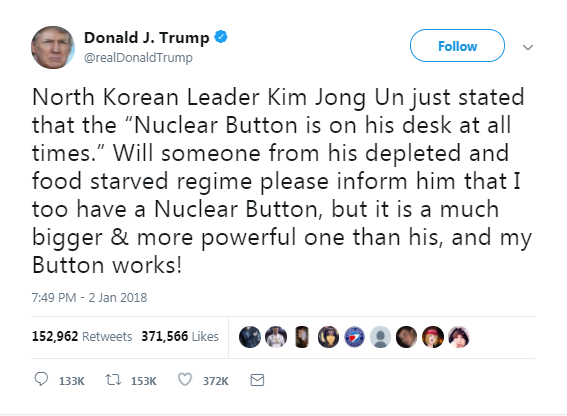 Donald J. Trump
@realDonaldTrump
Follow
North Korean Leader Kim Jong Un just stated
that the “Nuclear Button is on his desk at all
times.” Will someone from his depleted and
food starved regime please inform him that I
too have a Nuclear Button, but it is a much
bigger & more powerful one than his, and my
Button works!
7:49 PM - 2 Jan 2018
152,962 Retweets 371,566 Likes
133K 153K 372K